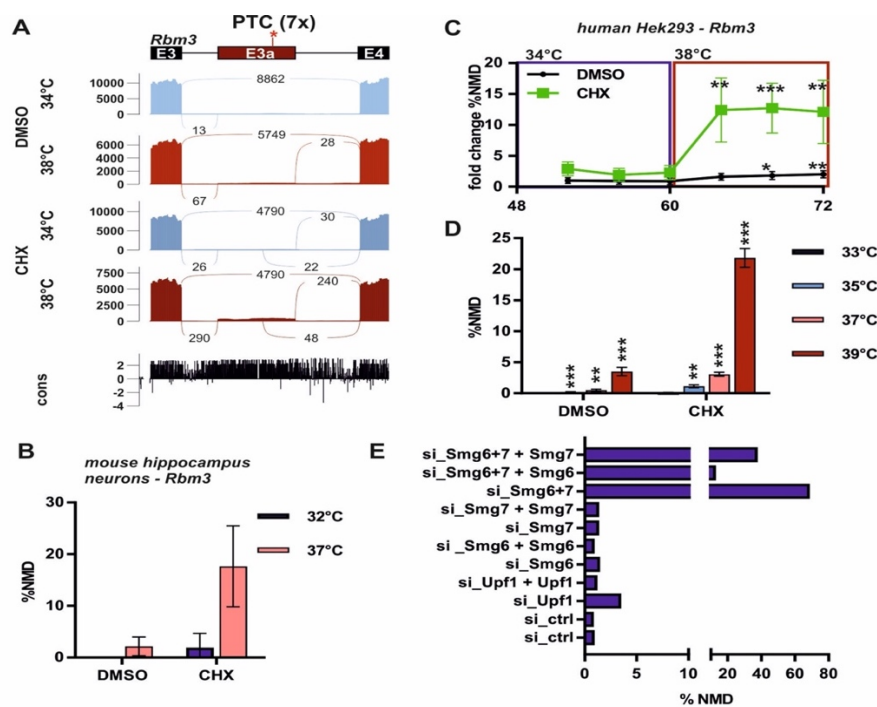 A
PTC (7x)
Rbm3
*
E3
E3a
E4
DMSO
34°C
10000
8000
6000
4000
2000
0
8862
13
38°C
6000
4000
2000
0
5749
28
67
CHX
34°C
10000
5000
0
4790
30
26
22
38°C
7500
5000
2500
0
4790
240
290
48
cons
2
0
-2
-4
B
mouse hippocampus
neurons - Rbm3
%NMD
30
20
10
0
DMSO
CHX
32°C
37°C
C
human Hek293 - Rbm3
34°C
38°C
fold change %NMD
20
15
10
5
0
48
60
72
DMSO
CHX
**
***
**
*
**
D
%NMD
25
20
15
10
5
0
***
**
***
**
***
***
DMSO
CHX
33°C
35°C
37°C
39°C
E
si_Smg6+7 + Smg7
si_Smg6+7 + Smg6
si_Smg6+7
si_Smg7 + Smg7
si_Smg7
si _Smg6 + Smg6
si_Smg6
si_Upf1 + Upf1
si_Upf1
si_ctrl
si_ctrl
0
5
10
20
40
60
80
% NMD